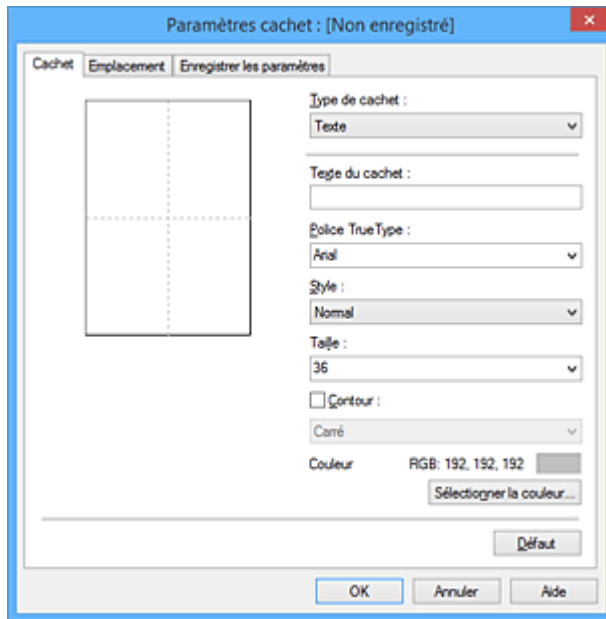 Paramètres cachet : [Non enregistré]
Cachet Emplacement Enregistrer les paramètres
Type de cachet :
Texte
Texte du cachet :
Police TrueType :
Arial
Style :
Normal
Taille :
36
Contour :
Carré
Couleur RGB: 192, 192, 192
Sélectionner la couleur...
Défaut
OK Annuler Aide